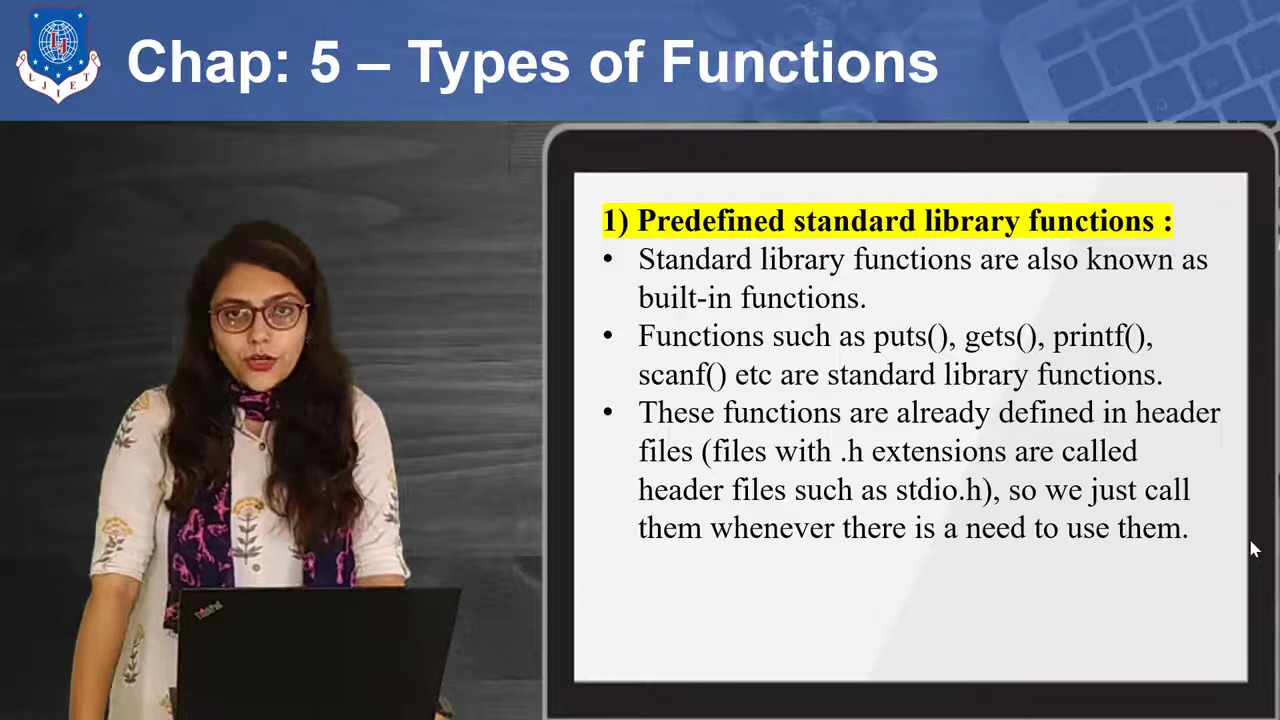 Chap: 5 – Types of Functions
L J I E T
LJ
1) Predefined standard library functions :
• Standard library functions are also known as
built-in functions.
• Functions such as puts(), gets(), printf(),
scanf() etc are standard library functions.
• These functions are already defined in header
files (files with .h extensions are called
header files such as stdio.h), so we just call
them whenever there is a need to use them.
ThinkPad